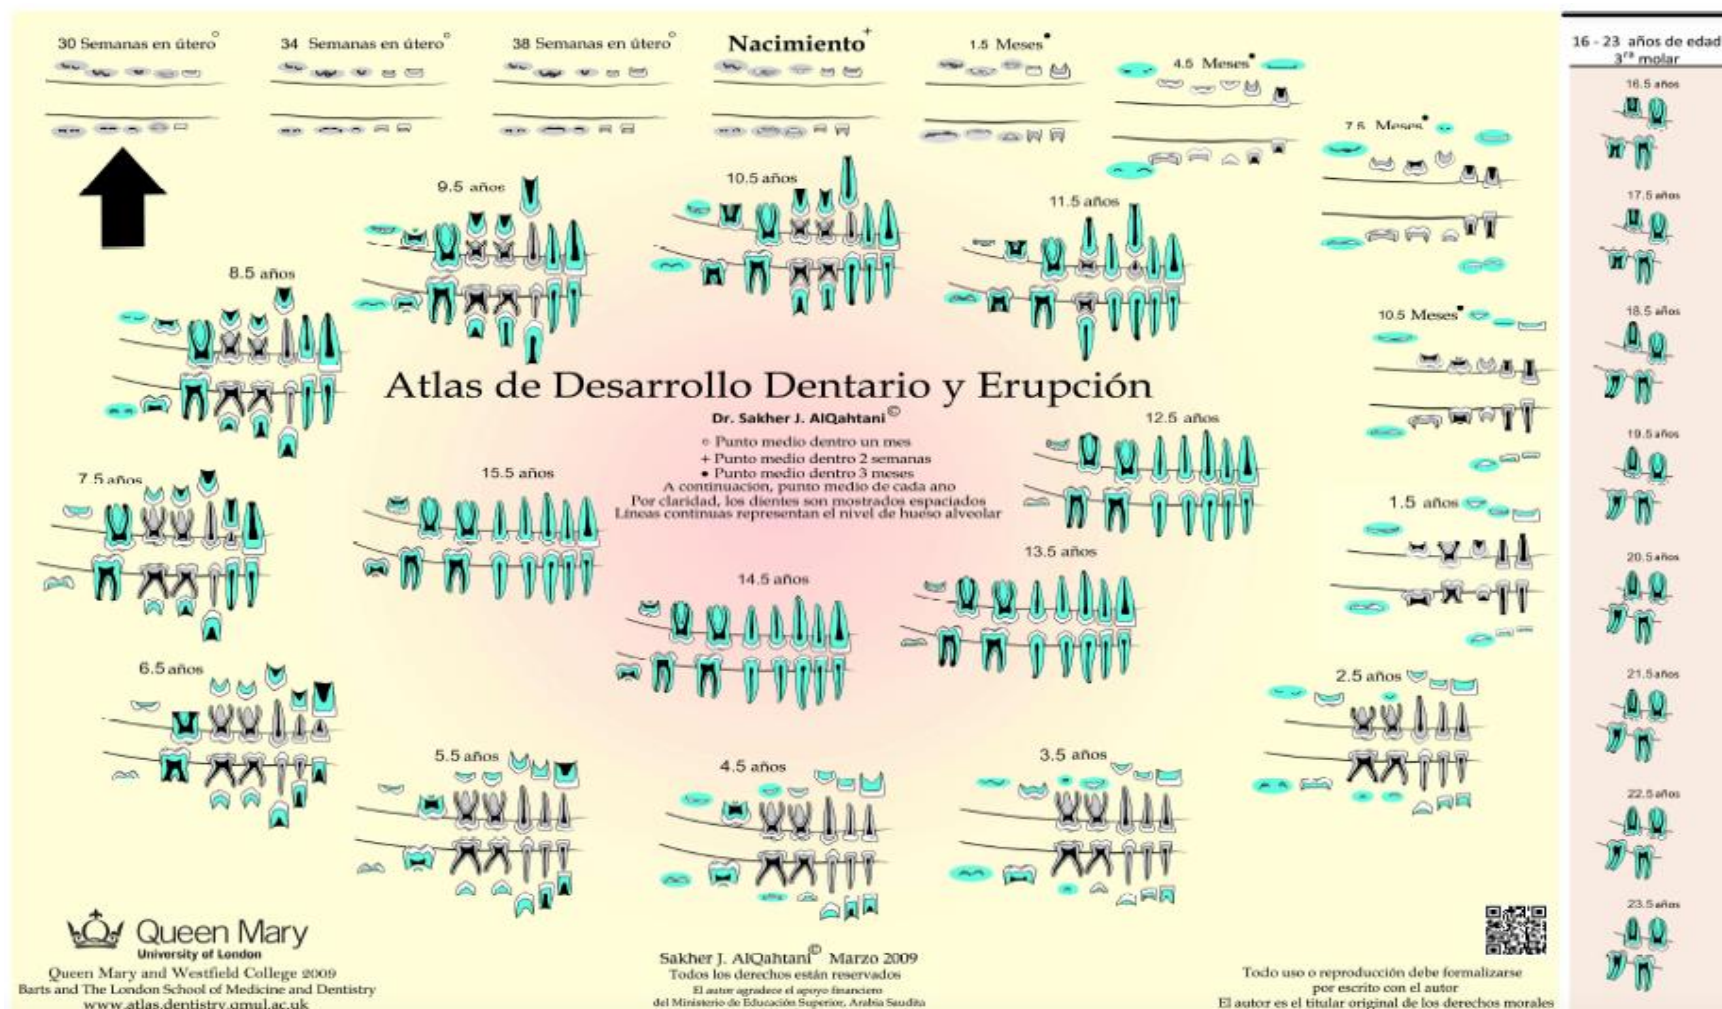 30 Semanas en útero°
34 Semanas en útero°
38 Semanas en útero°
Nacimiento+
1.5 Meses•
4.5 Meses•
7.5 Meses•
10.5 Meses•
1.5 años
2.5 años
3.5 años
4.5 años
5.5 años
6.5 años
7.5 años
8.5 años
9.5 años
10.5 años
11.5 años
12.5 años
13.5 años
14.5 años
15.5 años
Atlas de Desarrollo Dentario y Erupción
Dr. Sakher J. AlQahtani©
° Punto medio dentro un mes
+ Punto medio dentro 2 semanas
• Punto medio dentro 3 meses
A continuacion, punto medio de cada ano
Por claridad, los dientes son mostrados espaciados
Líneas continuas representan el nivel de hueso alveolar
Queen Mary
University of London
Queen Mary and Westfield College 2009
Barts and The London School of Medicine and Dentistry
www.atlas.dentistry.qmul.ac.uk
Sakher J. AlQahtani© Marzo 2009
Todos los derechos están reservados
El autor agradece el apoyo financiero
del Ministerio de Educación Superior, Arabia Saudita
Todo uso o reproducción debe formalizarse
por escrito con el autor
El autor es el titular original de los derechos morales
16 - 23 años de edad
3ra molar
16.5 años
17.5 años
18.5 años
19.5 años
20.5 años
21.5 años
22.5 años
23.5 años